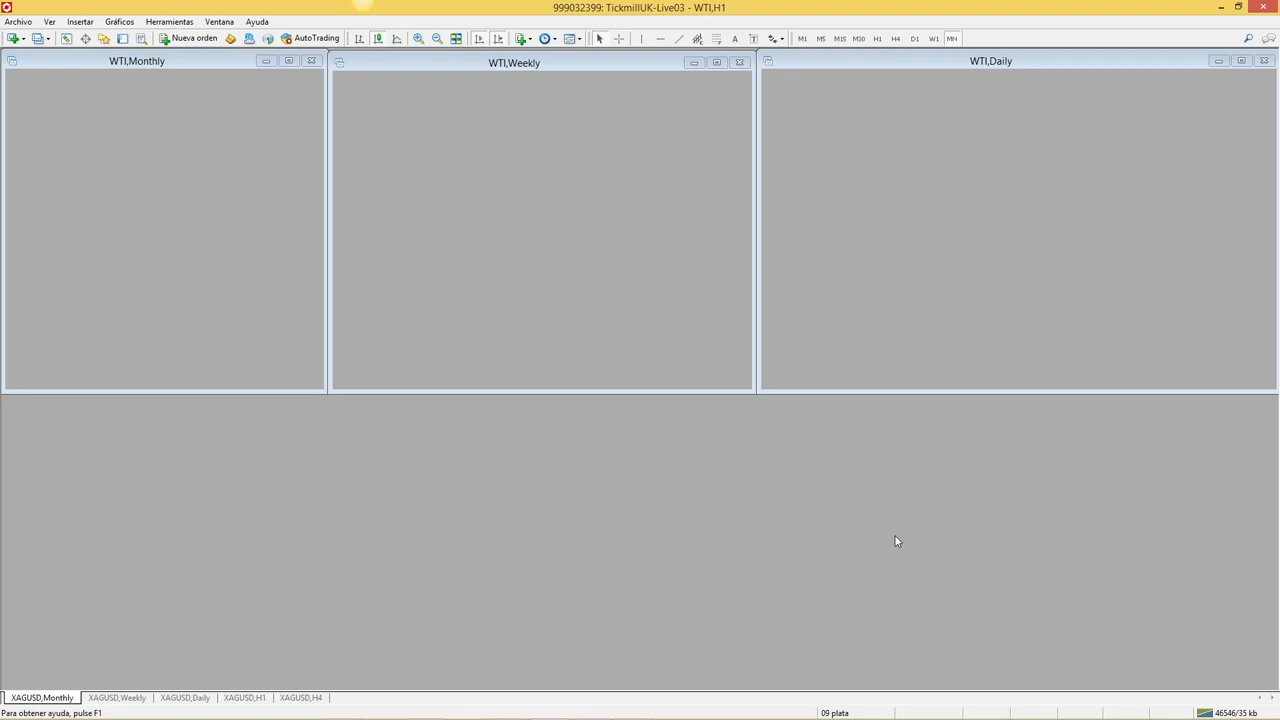 999032399: TickmillUK-Live03 - WTI,H1
Archivo Ver Insertar Gráficos Herramientas Ventana Ayuda
Nueva orden AutoTrading A T M1 M5 M15 M30 H1 H4 D1 W1 MN
WTI,Monthly WTI,Weekly WTI,Daily
XAGUSD,Monthly XAGUSD,Weekly XAGUSD,Daily XAGUSD,H1 XAGUSD,H4
Para obtener ayuda, pulse F1 09 plata 46546/35 kb